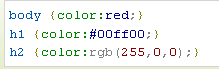 body {color:red;}
h1 {color:#00ff00;}
h2 {color:rgb(255,0,0);}